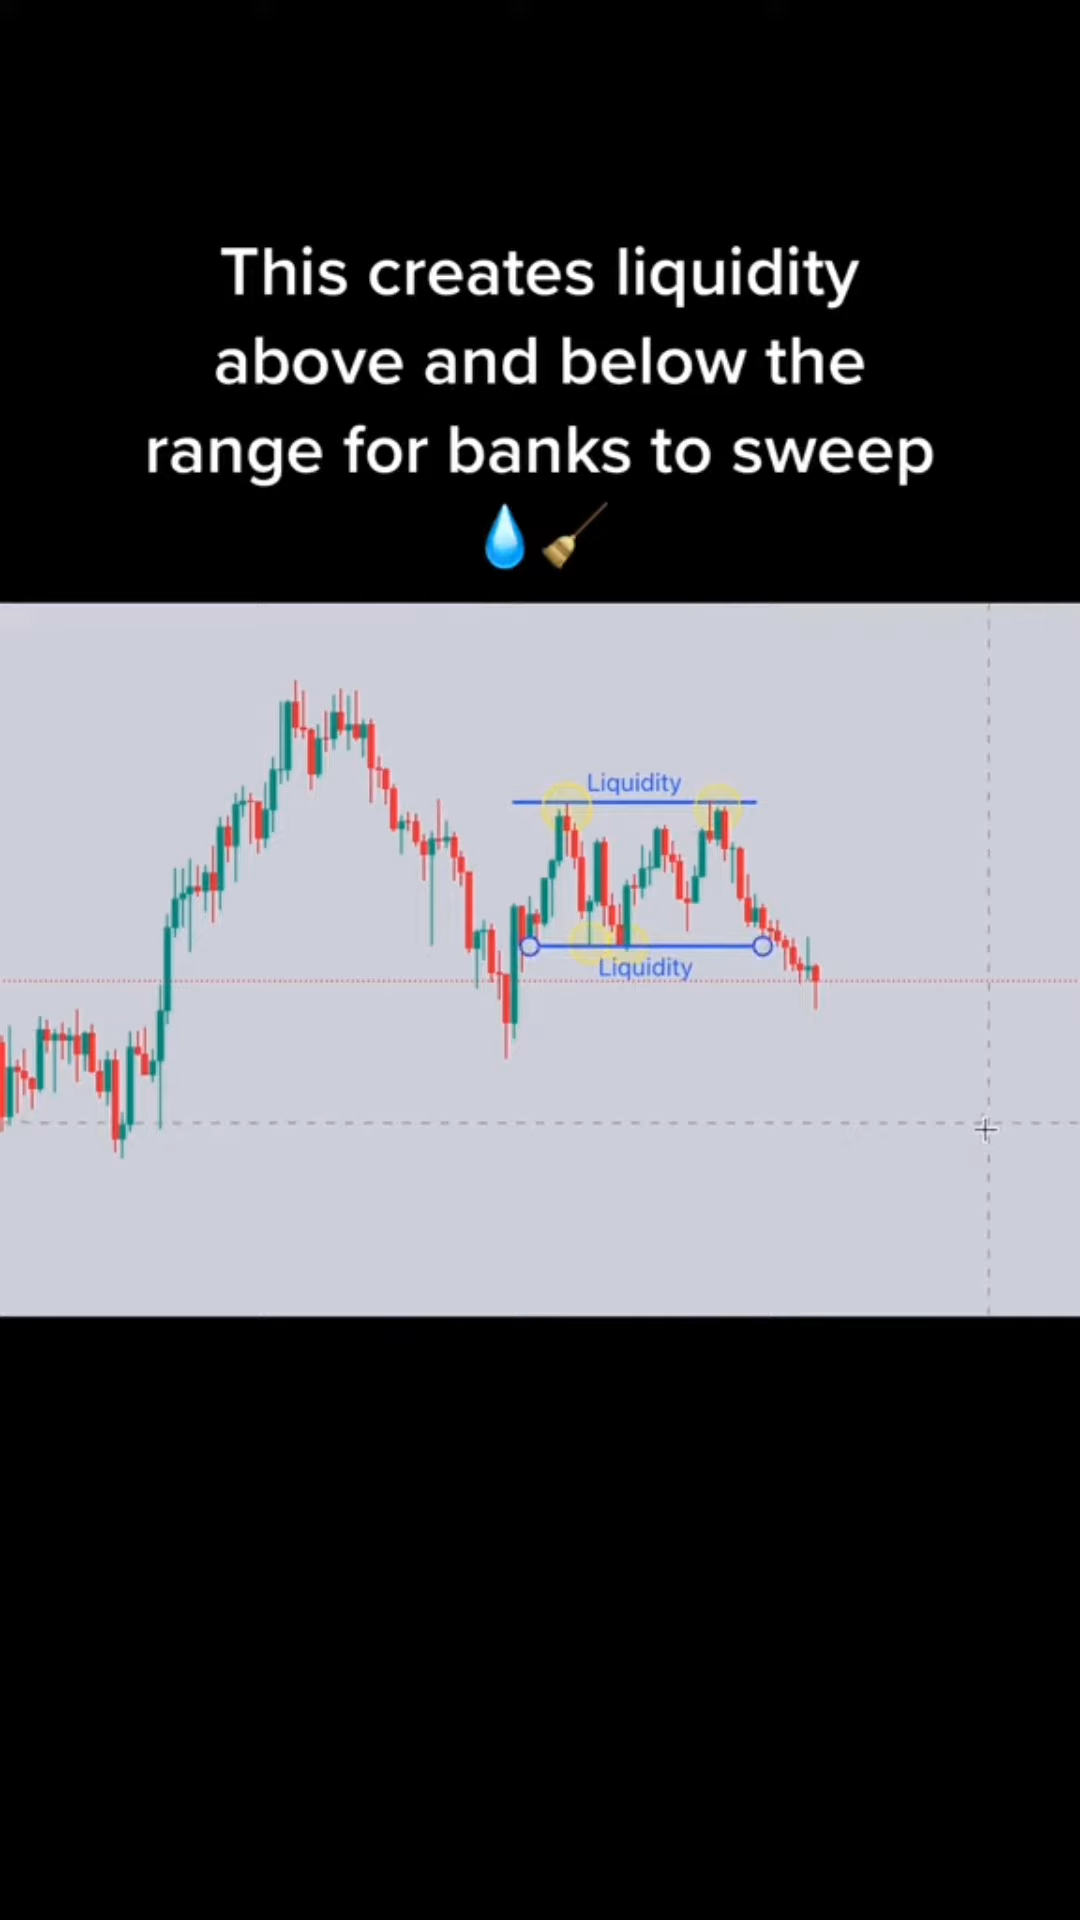 This creates liquidity
above and below the
range for banks to sweep
💧🧹
Liquidity
Liquidity